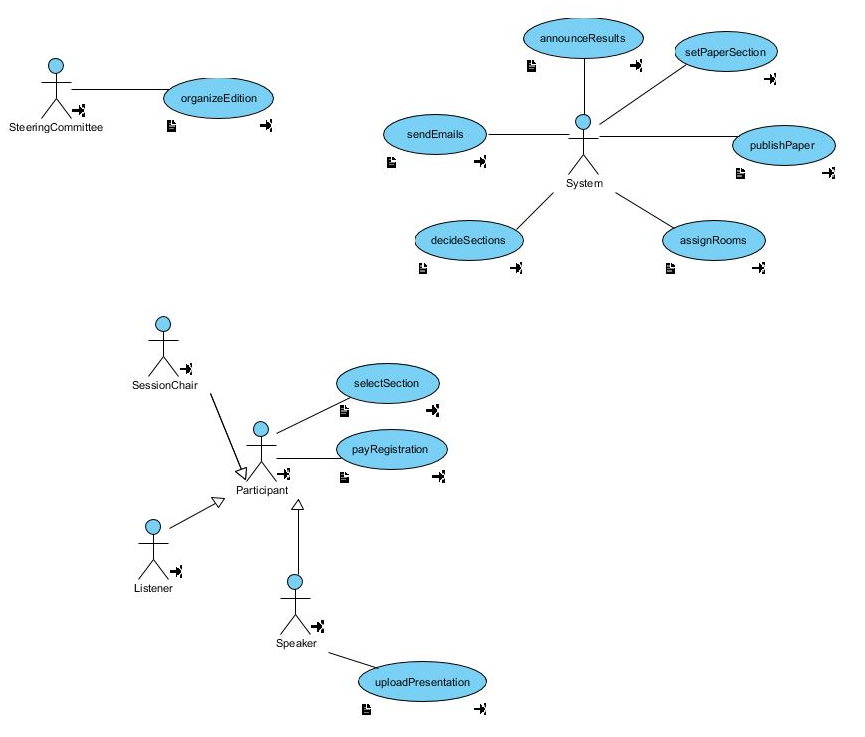 announceResults
setPaperSection
organizeEdition
SteeringCommittee
sendEmails
publishPaper
System
decideSections
assignRooms
SessionChair
selectSection
payRegistration
Participant
Listener
Speaker
uploadPresentation